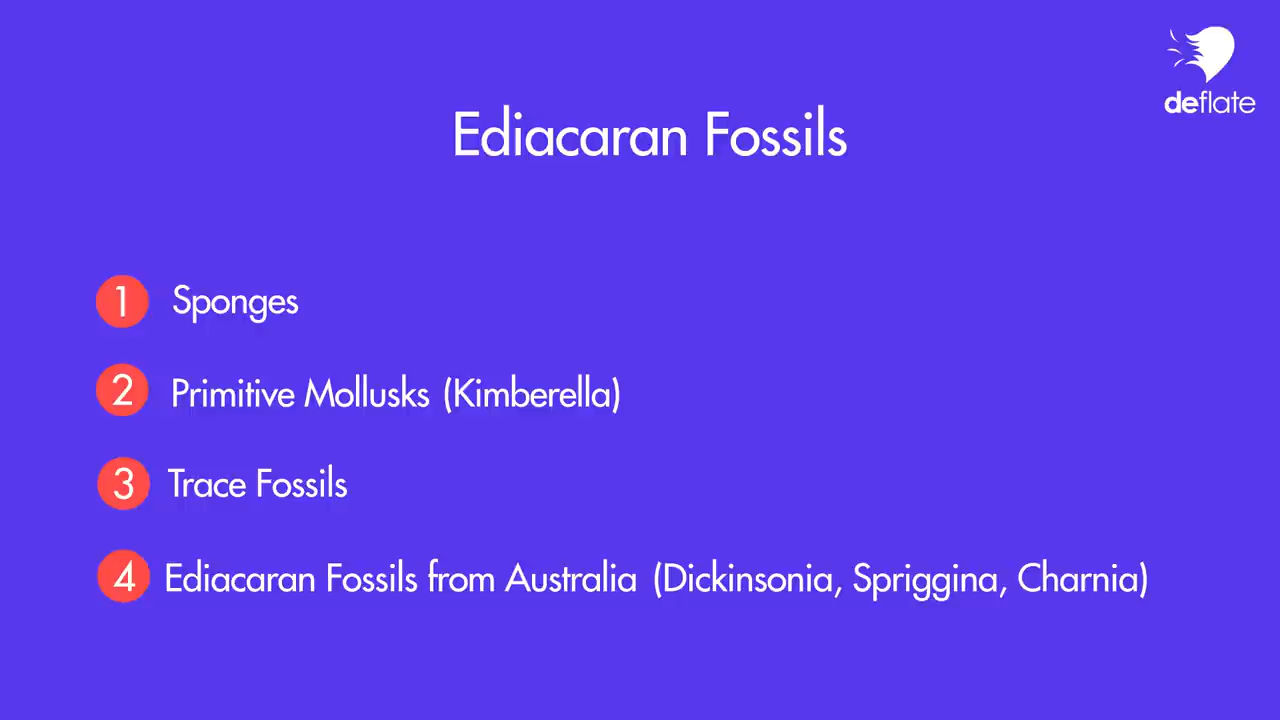 deflate
Ediacaran Fossils
1 Sponges
2 Primitive Mollusks (Kimberella)
3 Trace Fossils
4 Ediacaran Fossils from Australia (Dickinsonia, Spriggina, Charnia)